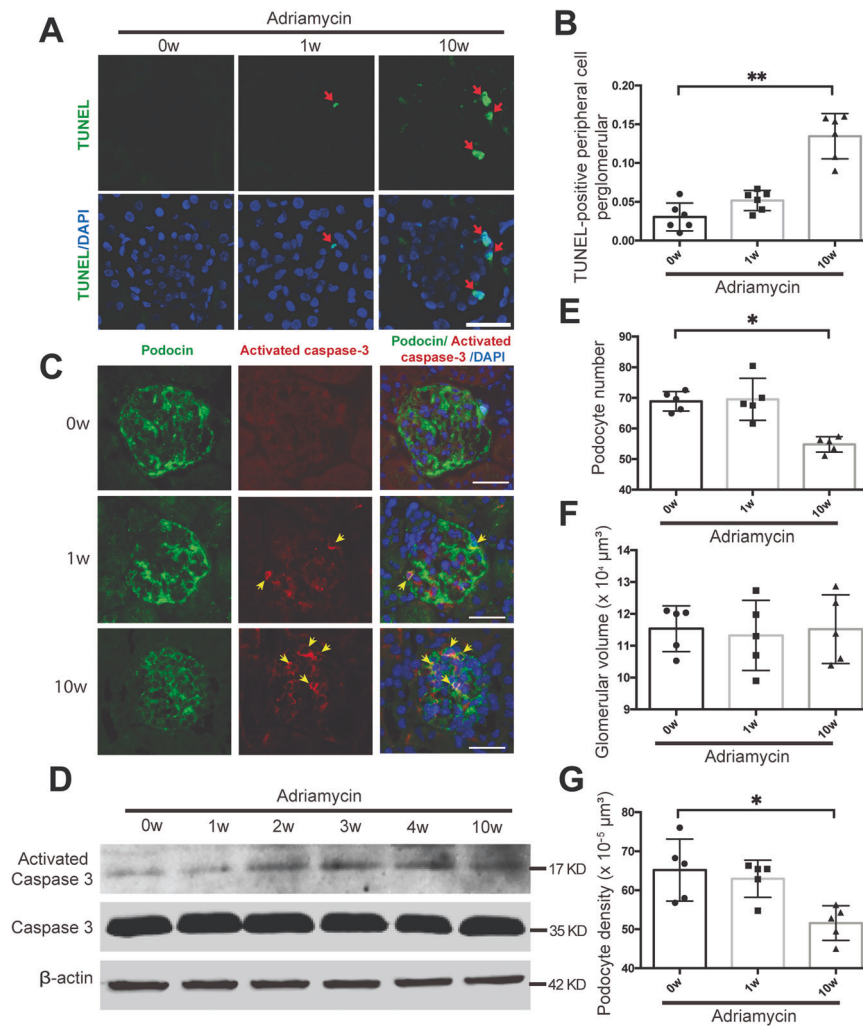 A
Adriamycin
0w 1w 10w
TUNEL
TUNEL/DAPI
B
TUNEL-positive peripheral cell
perglomerular
**
0.20
0.15
0.10
0.05
0.00
0w 1w 10w
Adriamycin
C
Podocin Activated caspase-3 Podocin/ Activated
caspase-3 /DAPI
0w
1w
10w
E
Podocyte number
*
100
90
80
70
60
50
40
0w 1w 10w
Adriamycin
F
Glomerular volume (x 10⁴ µm³)
14
13
12
11
10
9
0w 1w 10w
Adriamycin
D
Adriamycin
0w 1w 2w 3w 4w 10w
Activated
Caspase 3
17 KD
Caspase 3
35 KD
β-actin
42 KD
G
Podocyte density (x 10⁻⁵ µm³)
*
80
70
60
50
40
0w 1w 10w
Adriamycin